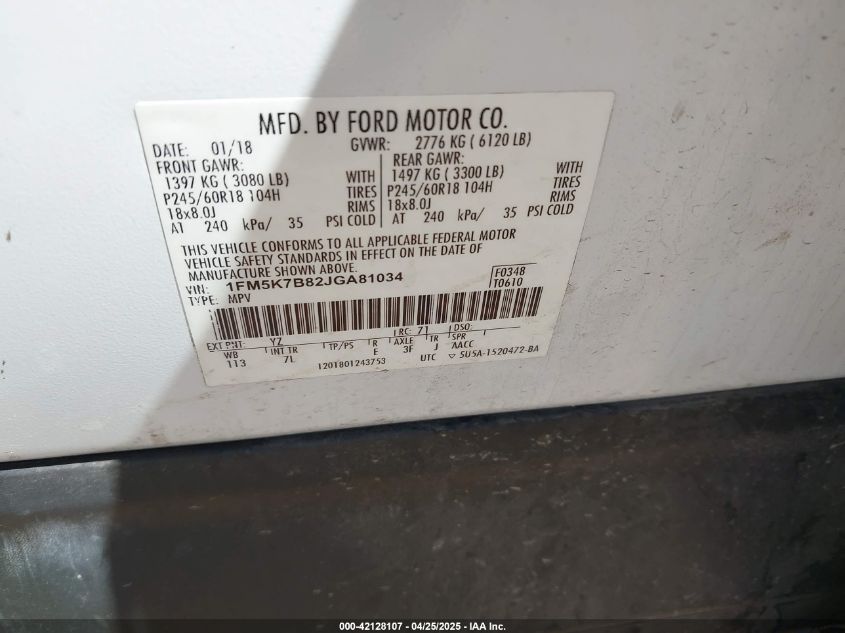 MFD. BY FORD MOTOR CO.
DATE: 01/18 GVWR: 2776 KG ( 6120 LB)
FRONT GAWR: REAR GAWR:
1397 KG ( 3080 LB) WITH 1497 KG ( 3300 LB) WITH
P245/60R18 104H TIRES P245/60R18 104H TIRES
18x8.0J RIMS 18x8.0J RIMS
AT 240 kPa/ 35 PSI COLD AT 240 kPa/ 35 PSI COLD
THIS VEHICLE CONFORMS TO ALL APPLICABLE FEDERAL MOTOR
VEHICLE SAFETY STANDARDS IN EFFECT ON THE DATE OF
MANUFACTURE SHOWN ABOVE.
VIN: 1FM5K7B82JGA81034 F0348
TYPE: MPV T0610
EXT PNT: YZ RC: 71 DSO:
WB INT TR TP/PS R AXLE TR SPR
113 7L E 3F J AACC
1201801243753 UTC ▽ 5U5A-1520472-BA
000-42128107 / 04/25/2025 - IAA Inc.